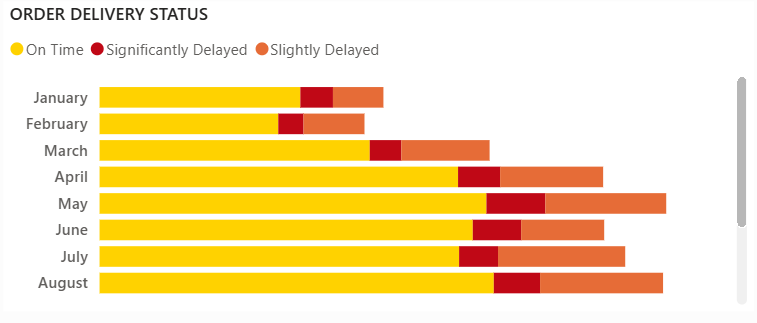 ORDER DELIVERY STATUS
On Time Significantly Delayed Slightly Delayed
January
February
March
April
May
June
July
August